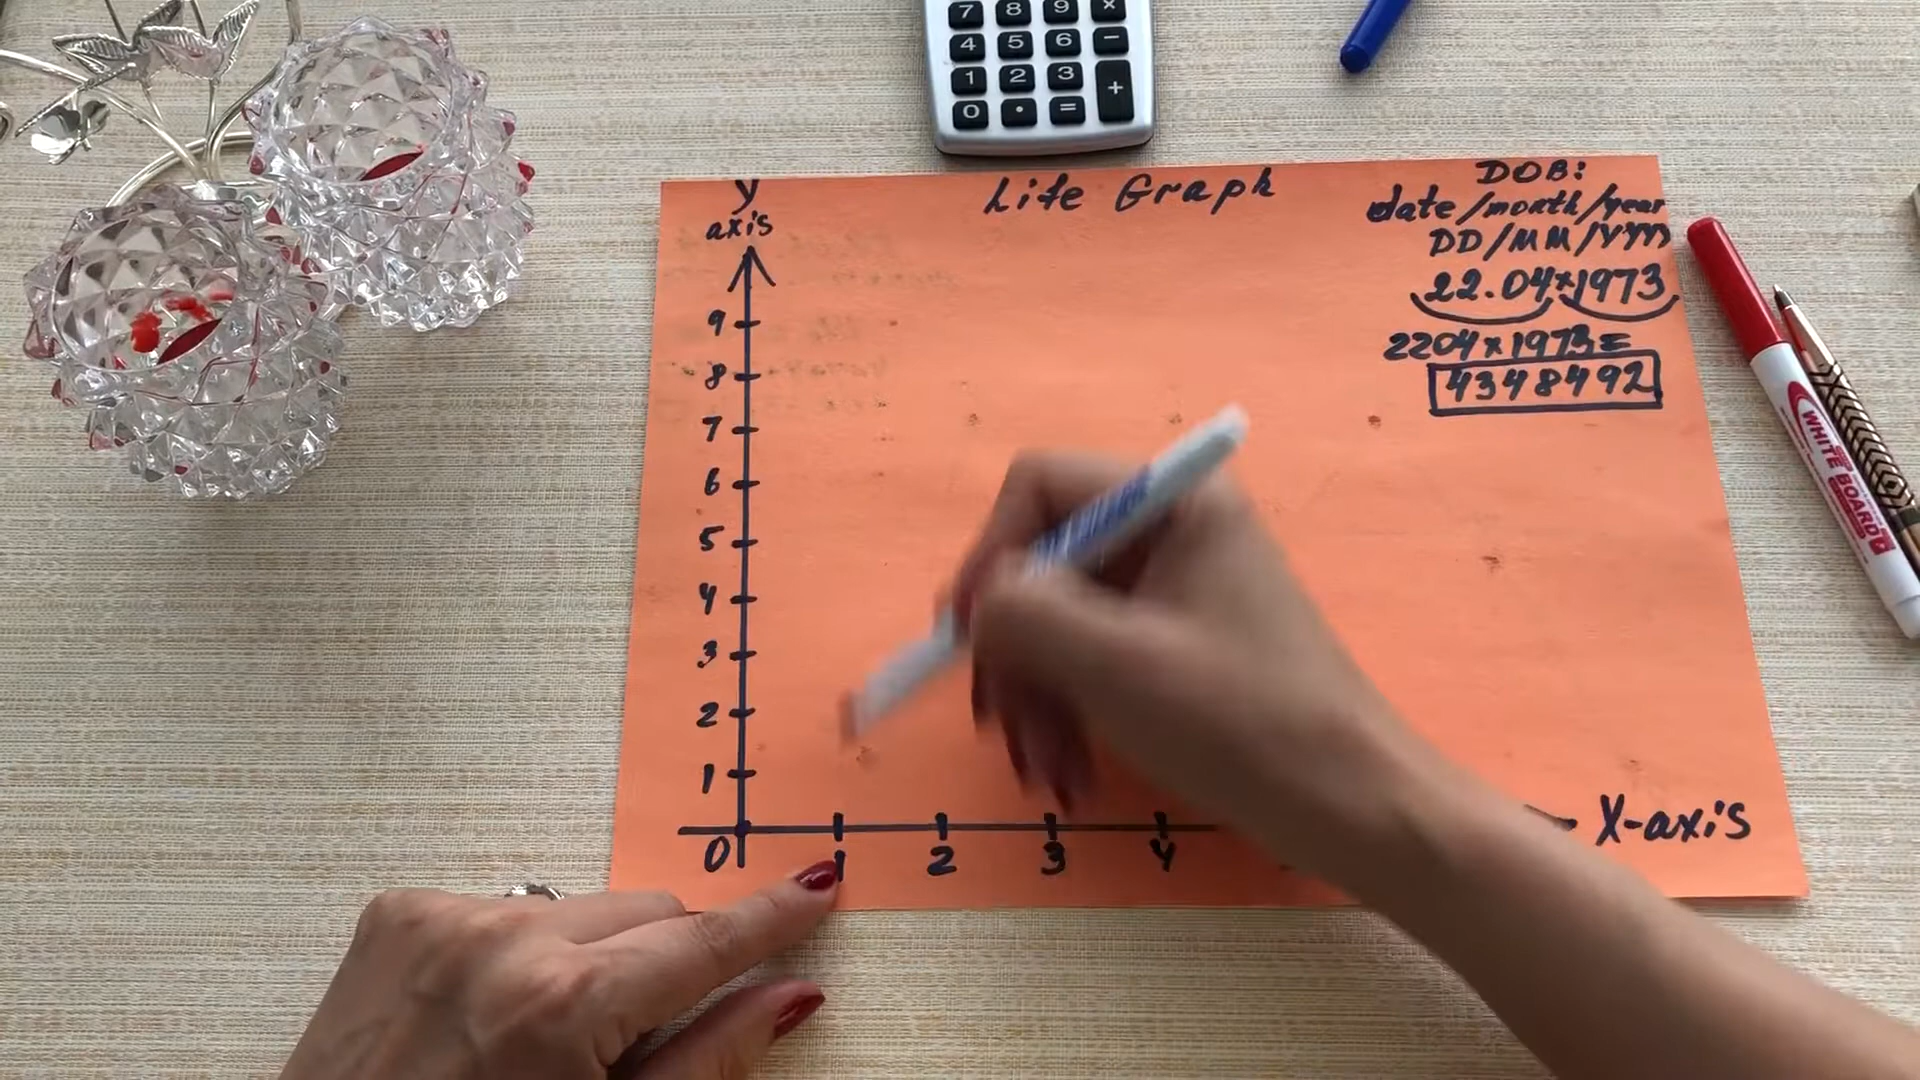 7 8 9 ×
4 5 6 −
1 2 3 +
0 • =
Life Graph
y
axis
9
8
7
6
5
4
3
2
1
0
1 2 3 4
X-axis
DOB:
date/month/year
DD/MM/YYYY
22.04*1973
2204×1973=
4348492
WHITE BOARD